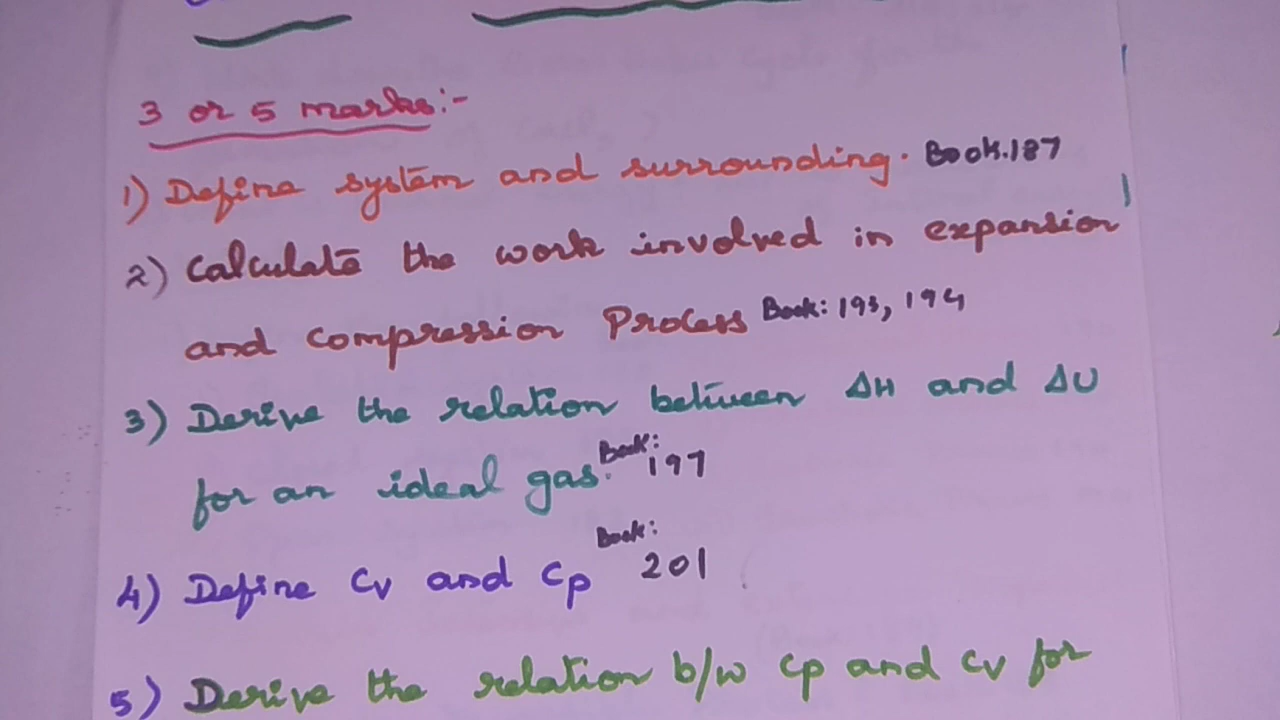 3 or 5 marks:-
1) Define system and surrounding. Book.187
2) Calculate the work involved in expansion
and compression Process Book: 193, 194
3) Derive the relation between ΔH and ΔU
for an ideal gas. Book: 197
4) Define Cv and Cp Book: 201
5) Derive the relation b/w Cp and Cv for